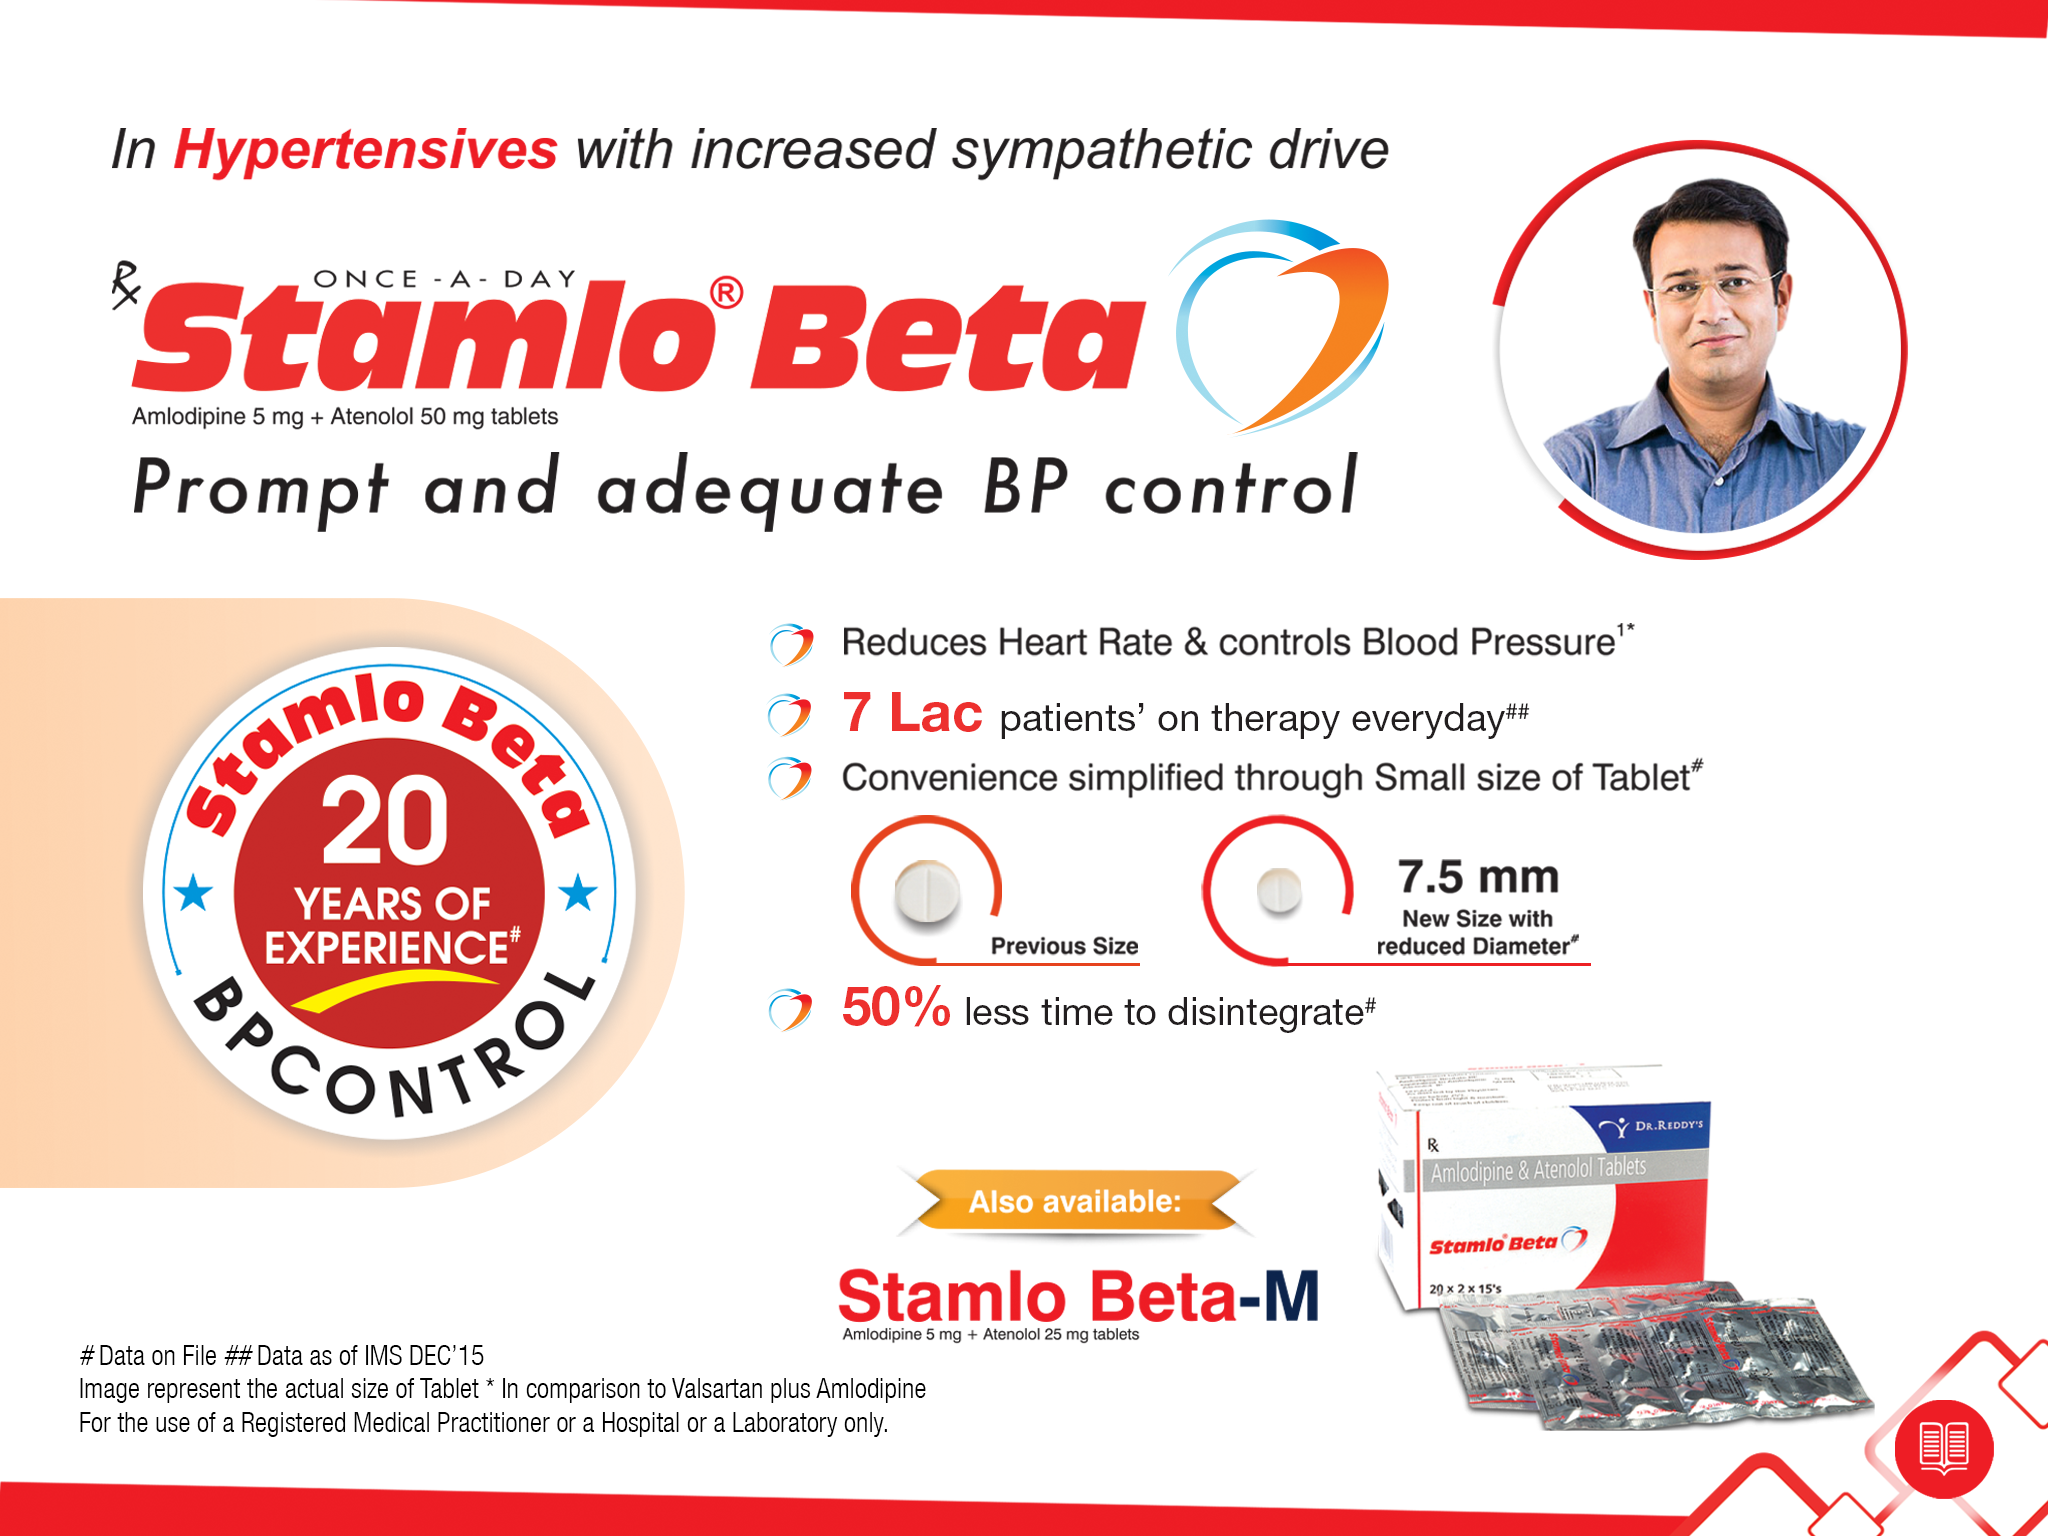 In Hypertensives with increased sympathetic drive
Rx
ONCE -A- DAY
Stamlo® Beta
Amlodipine 5 mg + Atenolol 50 mg tablets
Prompt and adequate BP control
Stamlo Beta
20
YEARS OF
EXPERIENCE#
BPCONTROL
Reduces Heart Rate & controls Blood Pressure1*
7 Lac patients’ on therapy everyday##
Convenience simplified through Small size of Tablet#
Previous Size
7.5 mm
New Size with
reduced Diameter#
50% less time to disintegrate#
Also available:
Stamlo Beta-M
Amlodipine 5 mg + Atenolol 25 mg tablets
DR.REDDY'S
Rx
Amlodipine & Atenolol Tablets
Stamlo® Beta
20 x 2 x 15's
# Data on File ## Data as of IMS DEC’15
Image represent the actual size of Tablet * In comparison to Valsartan plus Amlodipine
For the use of a Registered Medical Practitioner or a Hospital or a Laboratory only.